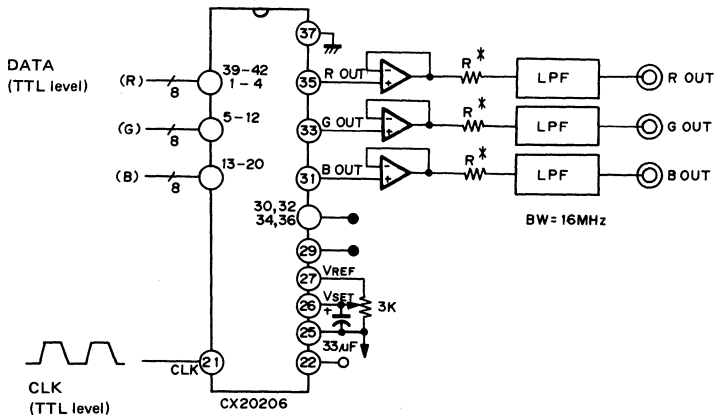 DATA
(TTL level)
(R)
8
39-42
1-4
(G)
8
5-12
(B)
8
13-20
37
35
R OUT
R*
LPF
R OUT
33
G OUT
R*
LPF
G OUT
31
B OUT
R*
LPF
B OUT
BW=16MHz
30,32
34,36
29
27
VREF
26
VSET
+
3K
25
33μF
22
21
CLK
CLK
(TTL level)
CX20206